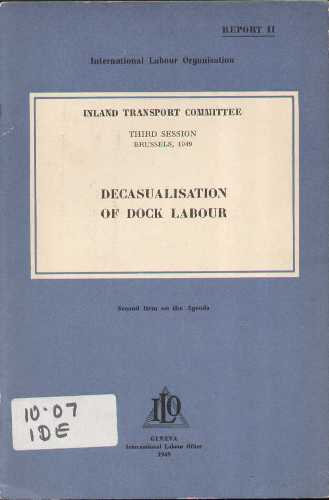 REPORT II
International Labour Organisation
INLAND TRANSPORT COMMITTEE
THIRD SESSION
BRUSSELS, 1949
DECASUALISATION
OF DOCK LABOUR
Second Item on the Agenda
ILO
GENEVA
International Labour Office
1949
10·07
IDE